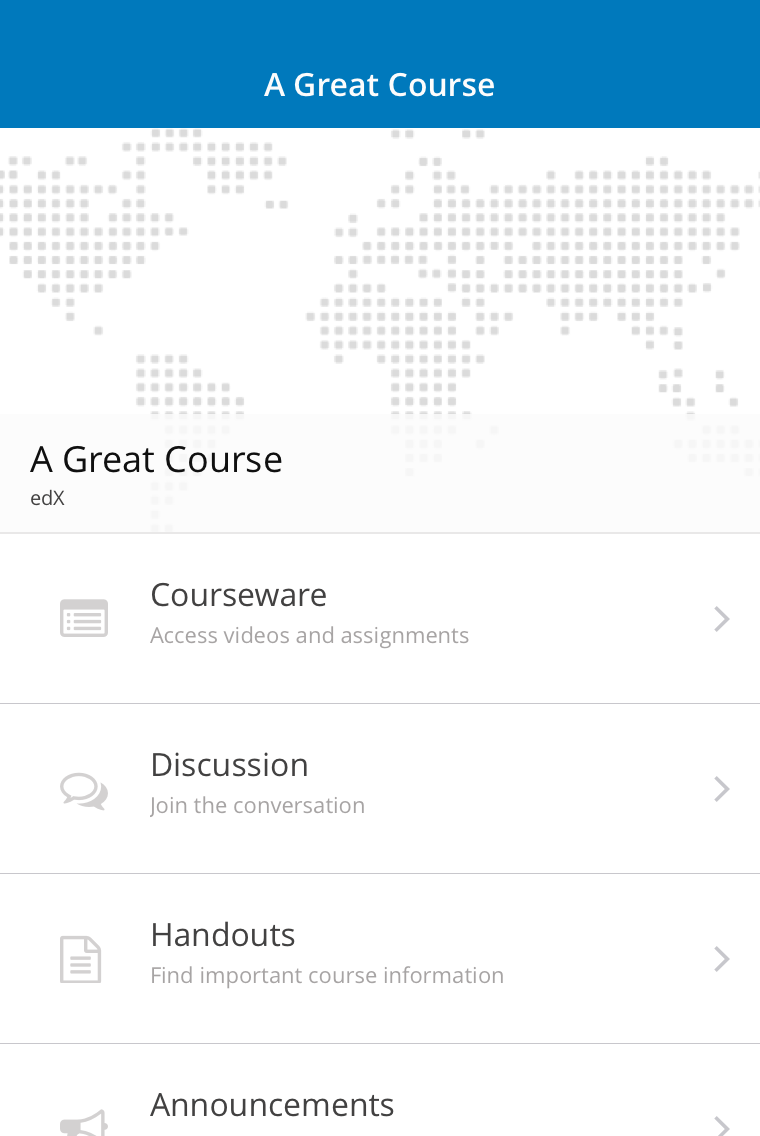 A Great Course
A Great Course
edX
Courseware
Access videos and assignments
Discussion
Join the conversation
Handouts
Find important course information
Announcements